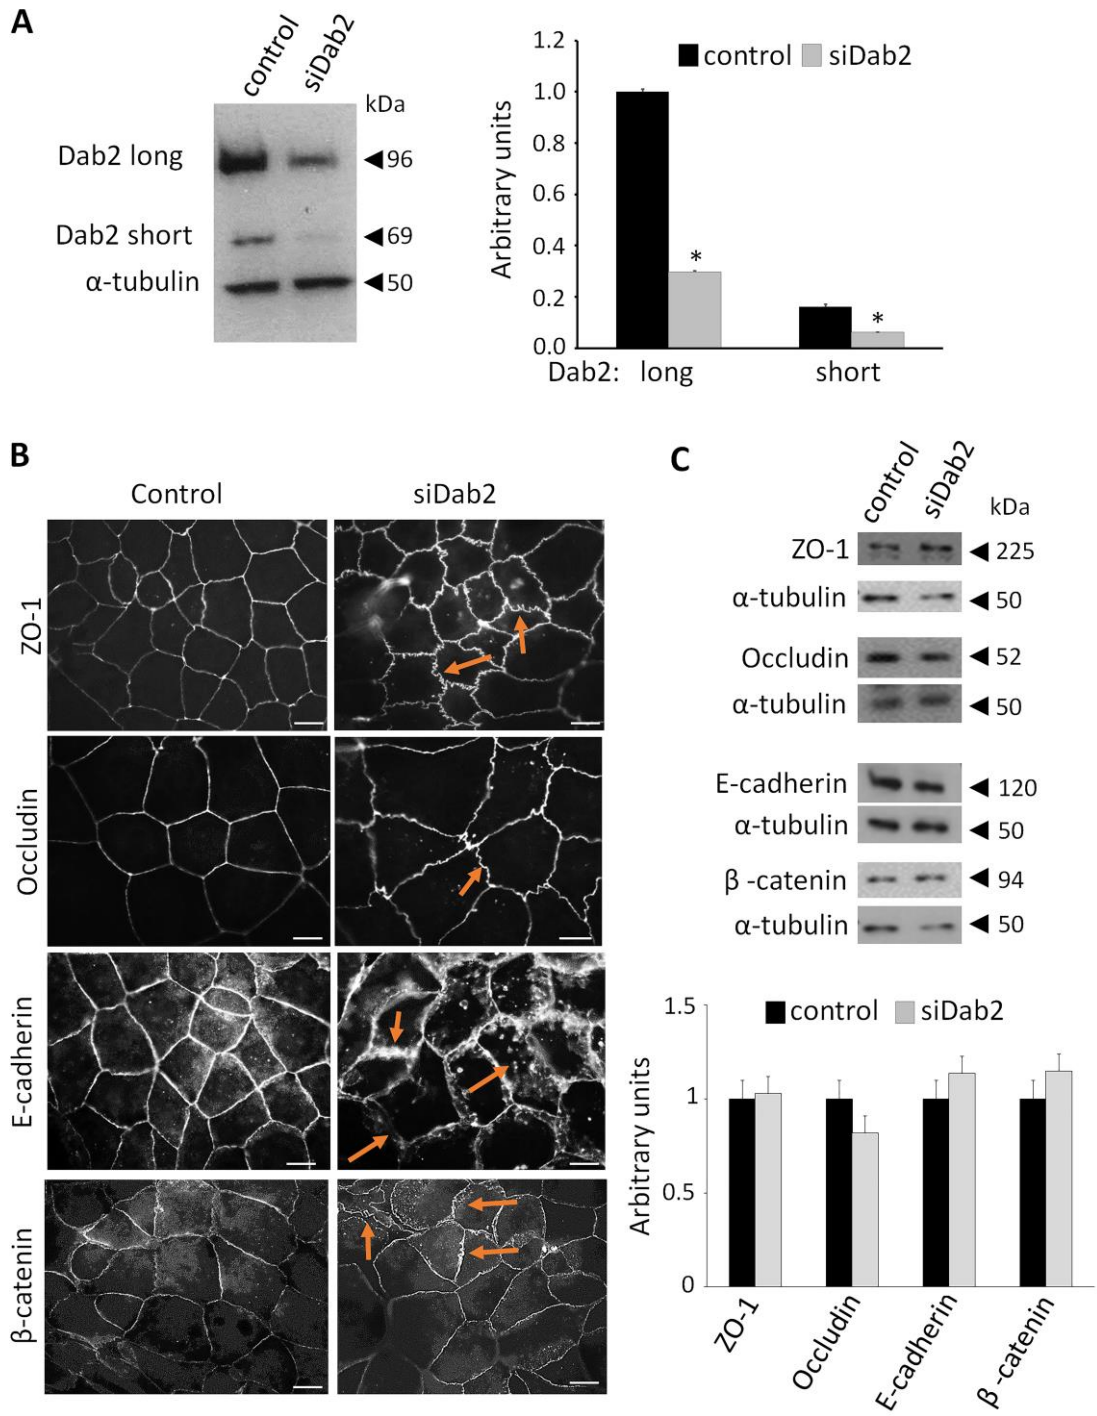 A
control siDab2
kDa
Dab2 long ◄96
Dab2 short ◄69
α-tubulin ◄50
Arbitrary units
1.2
1.0
0.8
0.6
0.4
0.2
0.0
control siDab2
*
*
Dab2: long short
B
Control siDab2
ZO-1
Occludin
E-cadherin
β-catenin
C
control siDab2
kDa
ZO-1 ◄ 225
α-tubulin ◄ 50
Occludin ◄ 52
α-tubulin ◄ 50
E-cadherin ◄ 120
α-tubulin ◄ 50
β -catenin ◄ 94
α-tubulin ◄ 50
Arbitrary units
1.5
1
0.5
0
control siDab2
ZO-1
Occludin
E-cadherin
β -catenin